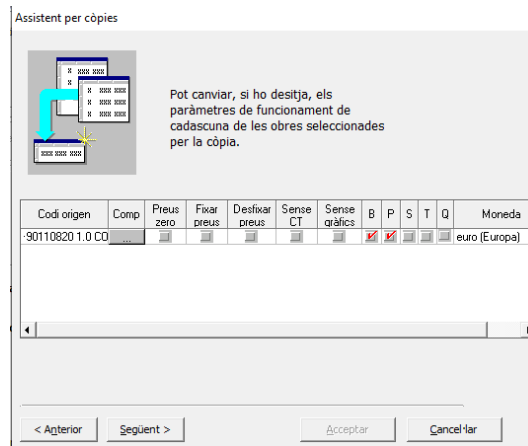 Assistent per còpies
Pot canviar, si ho desitja, els
paràmetres de funcionament de
cadascuna de les obres seleccionades
per la còpia.
Codi origen Comp Preus zero Fixar preus Desfixar preus Sense CT Sense gràfics B P S T Q Moneda
-90110820 1.0 CO ... euro (Europa)
< Anterior Següent > Acceptar Cancel·lar